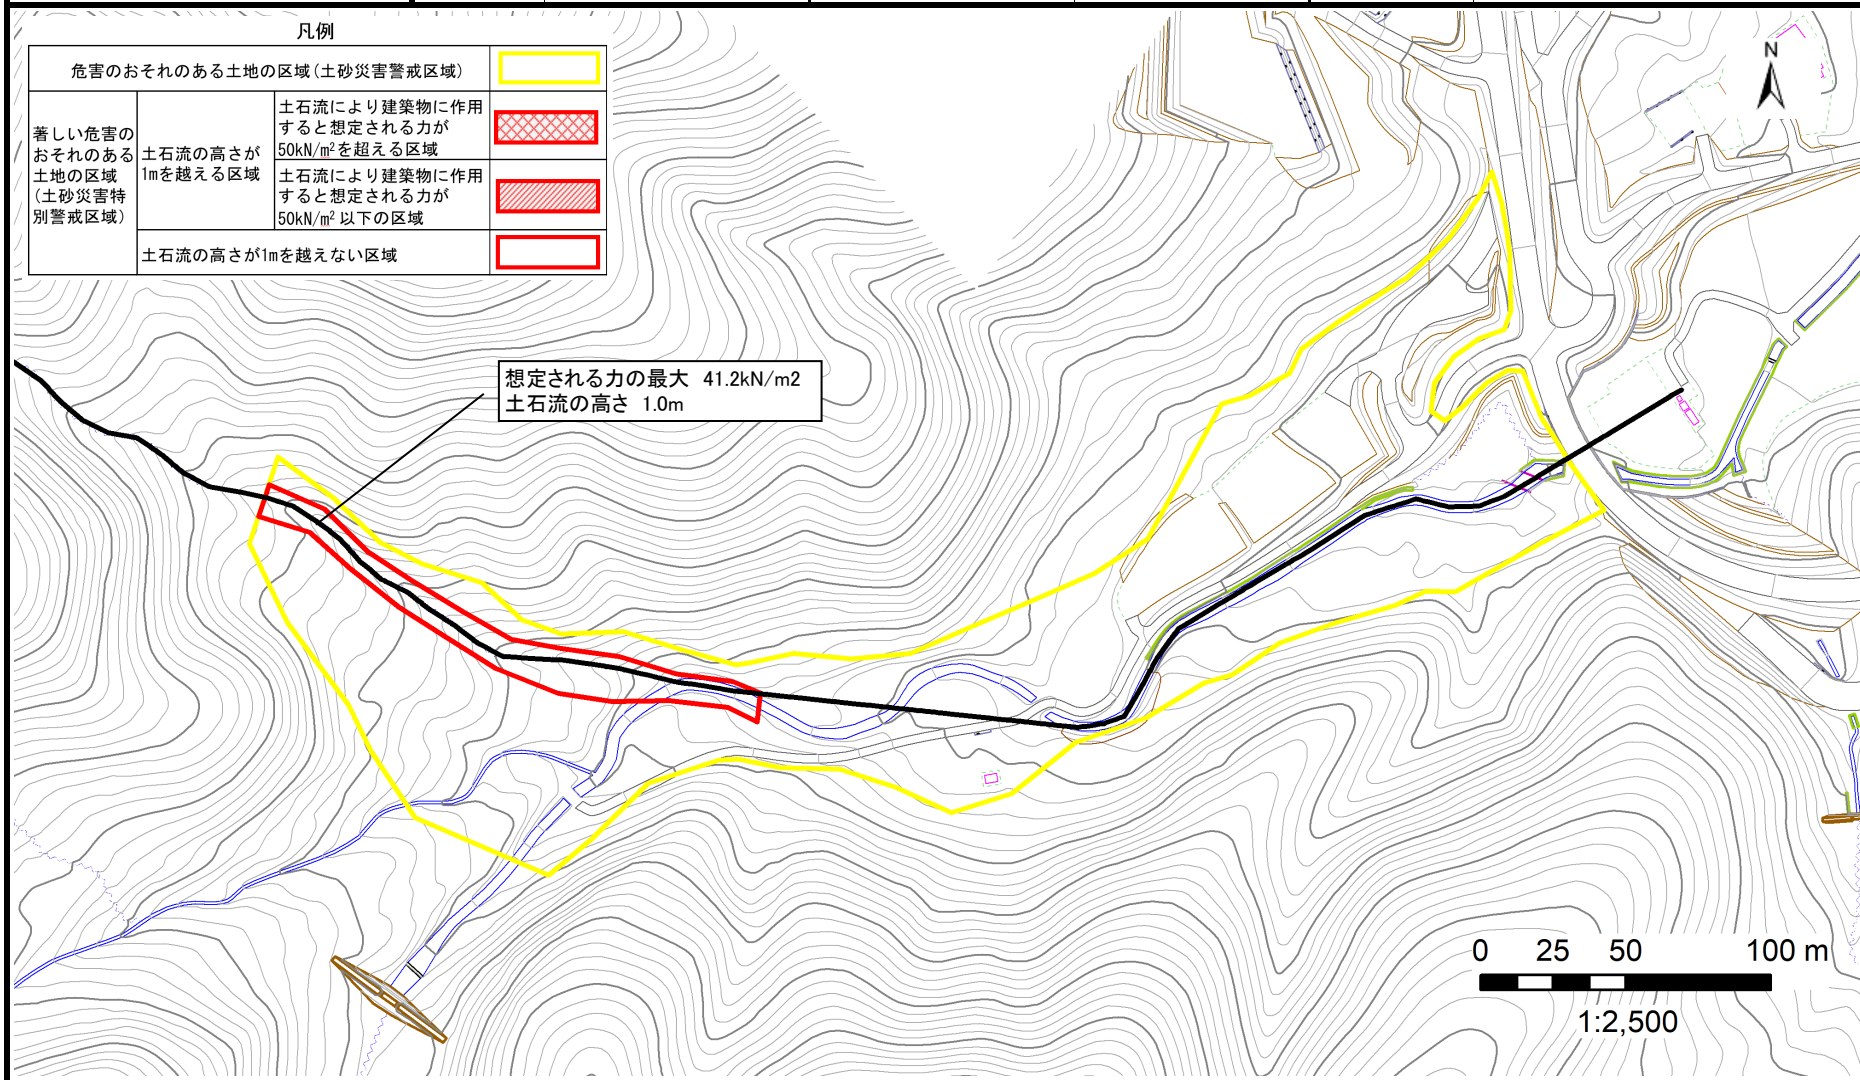 凡例
危害のおそれのある土地の区域(土砂災害警戒区域)
著しい危害の
おそれのある
土地の区域
(土砂災害特
別警戒区域)
土石流の高さが
1mを越える区域
土石流により建築物に作用
すると想定される力が
50kN/m²を超える区域
土石流により建築物に作用
すると想定される力が
50kN/m² 以下の区域
土石流の高さが1mを越えない区域
N
想定される力の最大 41.2kN/m2
土石流の高さ 1.0m
0 25 50 100 m
1:2,500